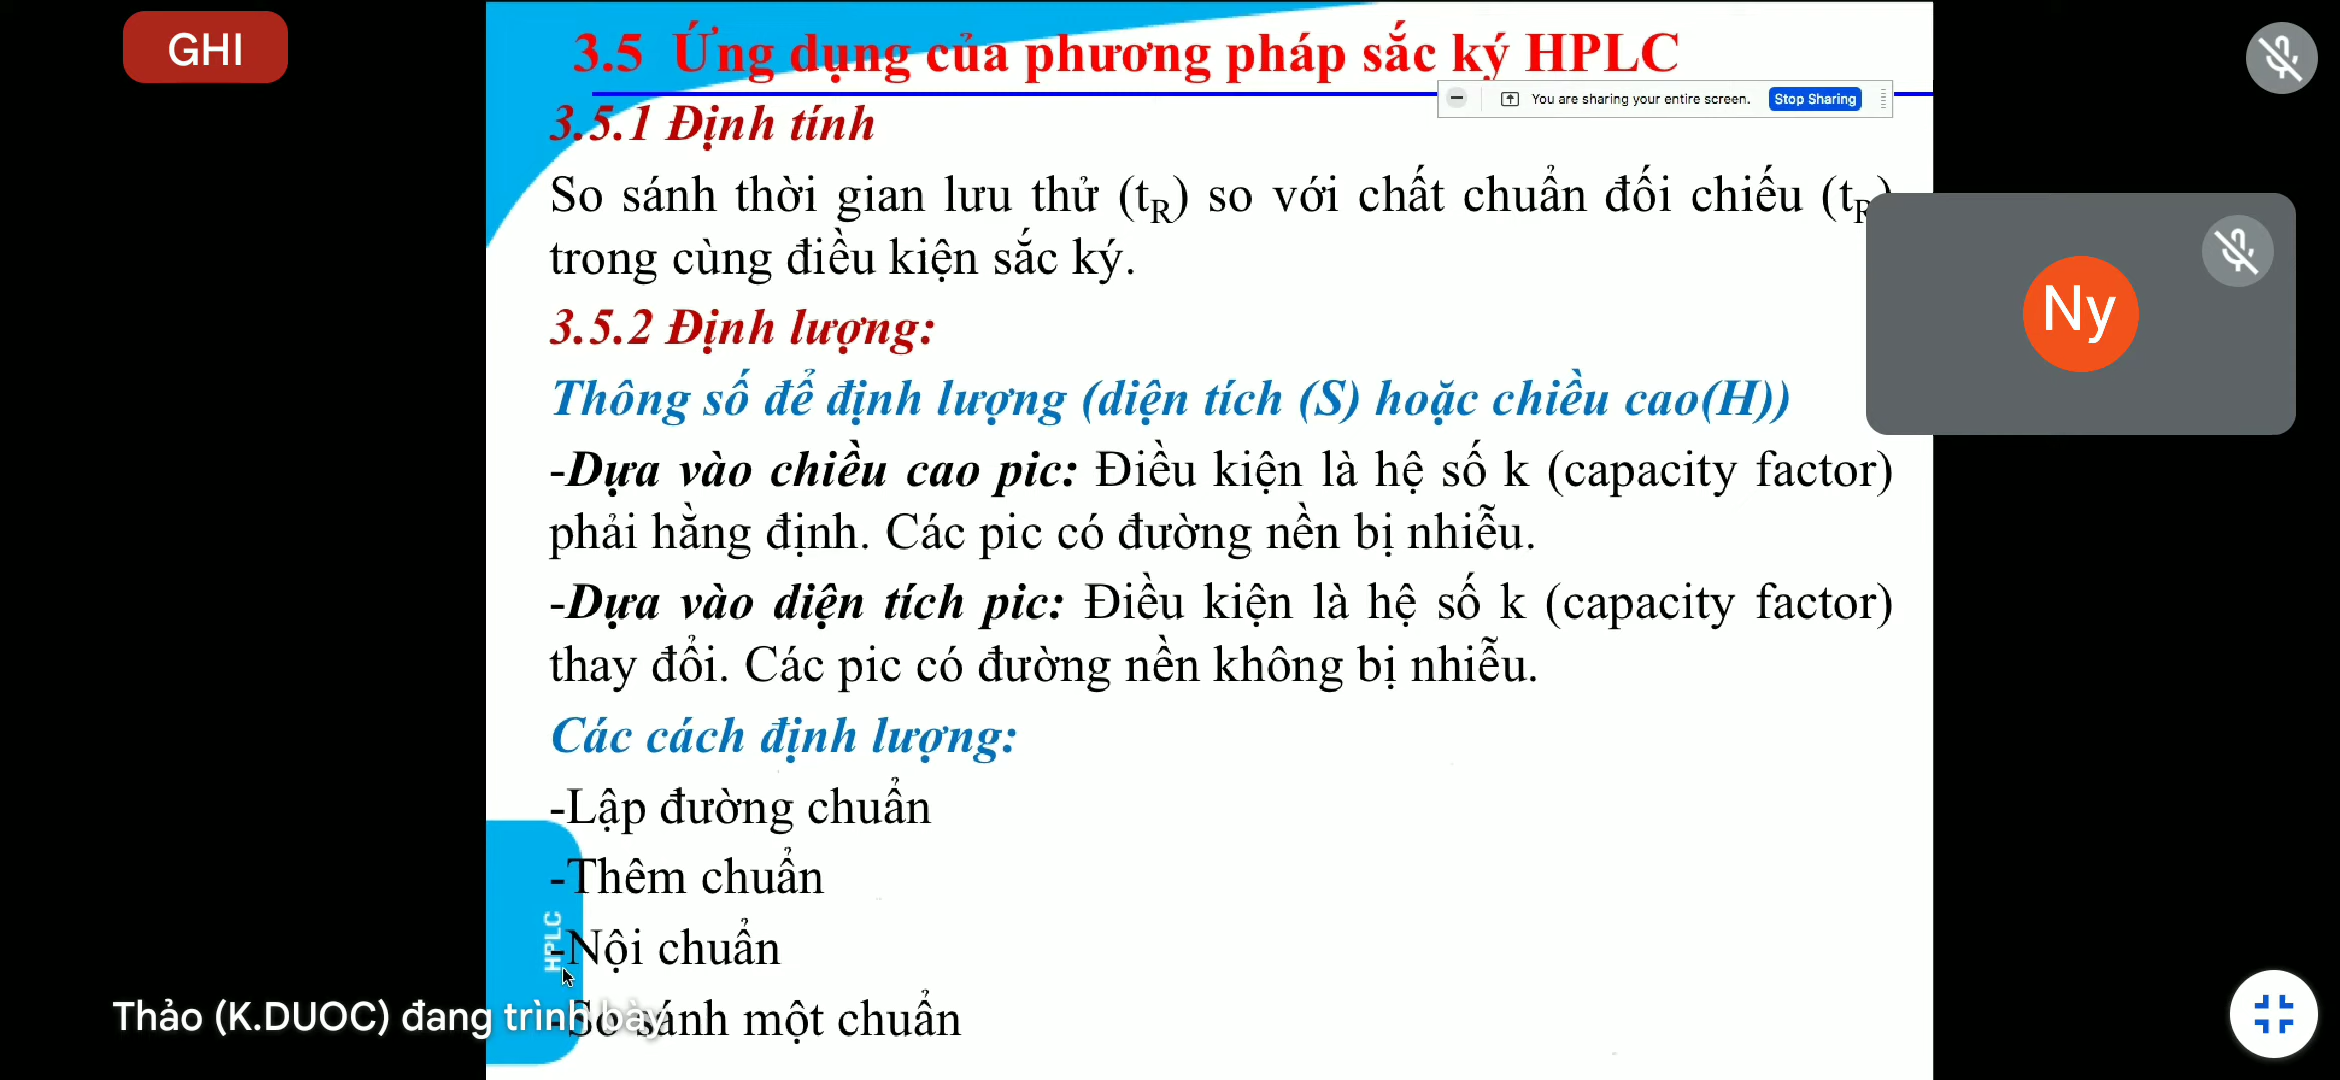 GHI
3.5 Ứng dụng của phương pháp sắc ký HPLC
You are sharing your entire screen. Stop Sharing
3.5.1 Định tính
So sánh thời gian lưu thử (tR) so với chất chuẩn đối chiếu (tR)
trong cùng điều kiện sắc ký.
Ny
3.5.2 Định lượng:
Thông số để định lượng (diện tích (S) hoặc chiều cao(H))
-Dựa vào chiều cao pic: Điều kiện là hệ số k (capacity factor)
phải hằng định. Các pic có đường nền bị nhiễu.
-Dựa vào diện tích pic: Điều kiện là hệ số k (capacity factor)
thay đổi. Các pic có đường nền không bị nhiễu.
Các cách định lượng:
-Lập đường chuẩn
-Thêm chuẩn
-Nội chuẩn
-So sánh một chuẩn
HPLC
Thảo (K.DUOC) đang trình bày